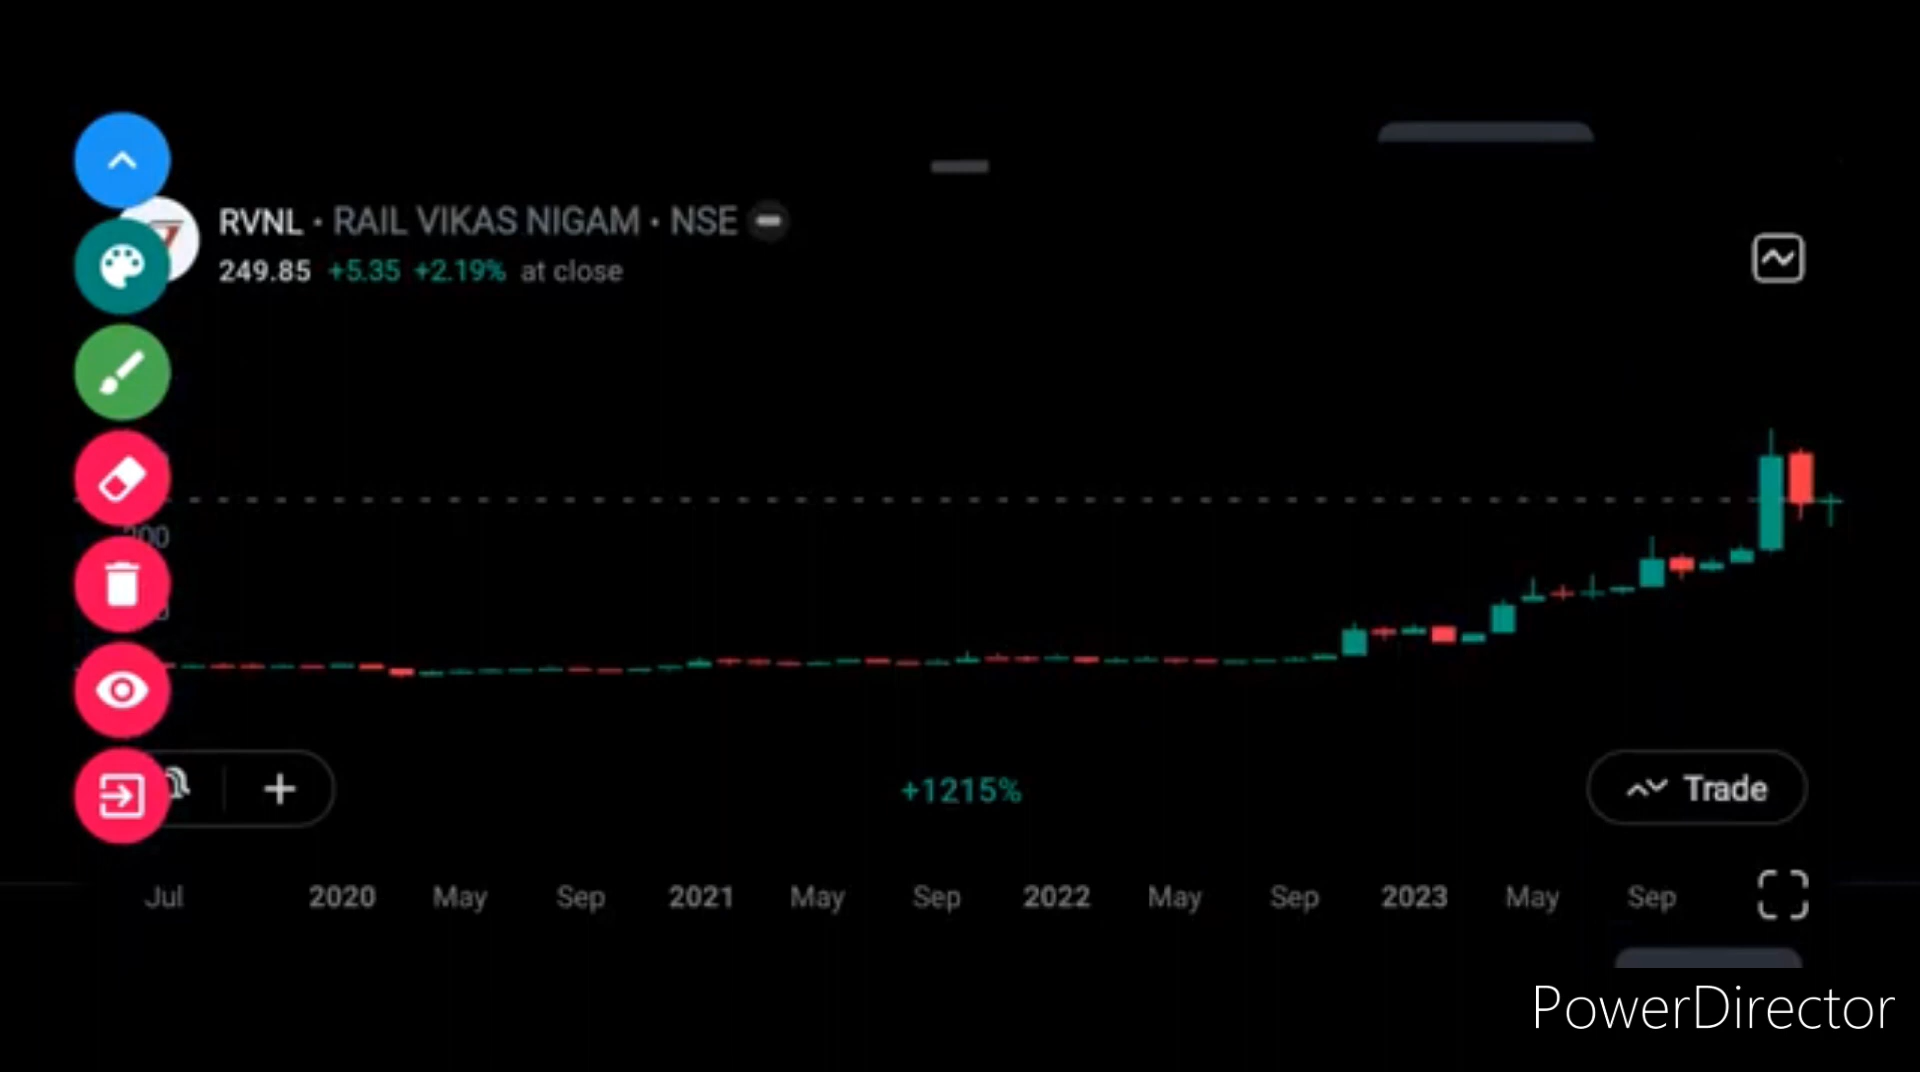 RVNL · RAIL VIKAS NIGAM · NSE
249.85 +5.35 +2.19% at close
200
+1215%
Trade
Jul 2020 May Sep 2021 May Sep 2022 May Sep 2023 May Sep
PowerDirector